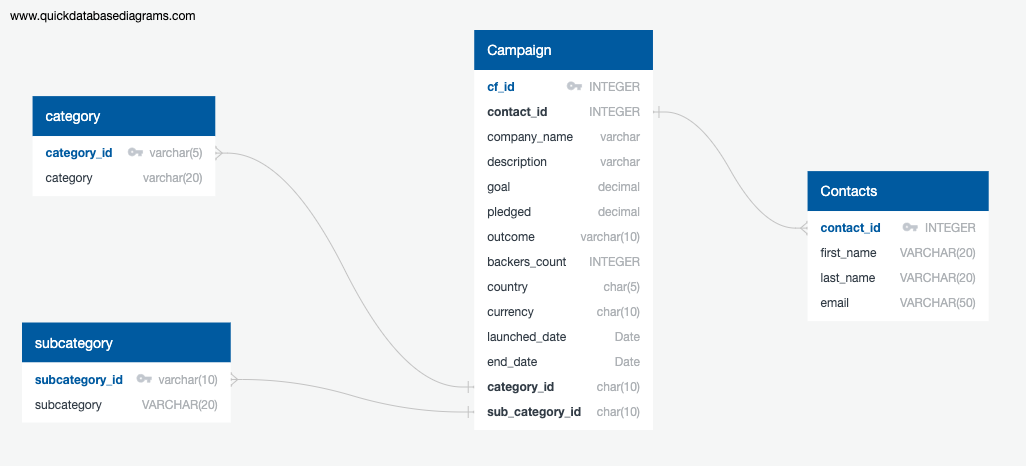 www.quickdatabasediagrams.com
category
category_id varchar(5)
category varchar(20)
subcategory
subcategory_id varchar(10)
subcategory VARCHAR(20)
Campaign
cf_id INTEGER
contact_id INTEGER
company_name varchar
description varchar
goal decimal
pledged decimal
outcome varchar(10)
backers_count INTEGER
country char(5)
currency char(10)
launched_date Date
end_date Date
category_id char(10)
sub_category_id char(10)
Contacts
contact_id INTEGER
first_name VARCHAR(20)
last_name VARCHAR(20)
email VARCHAR(50)